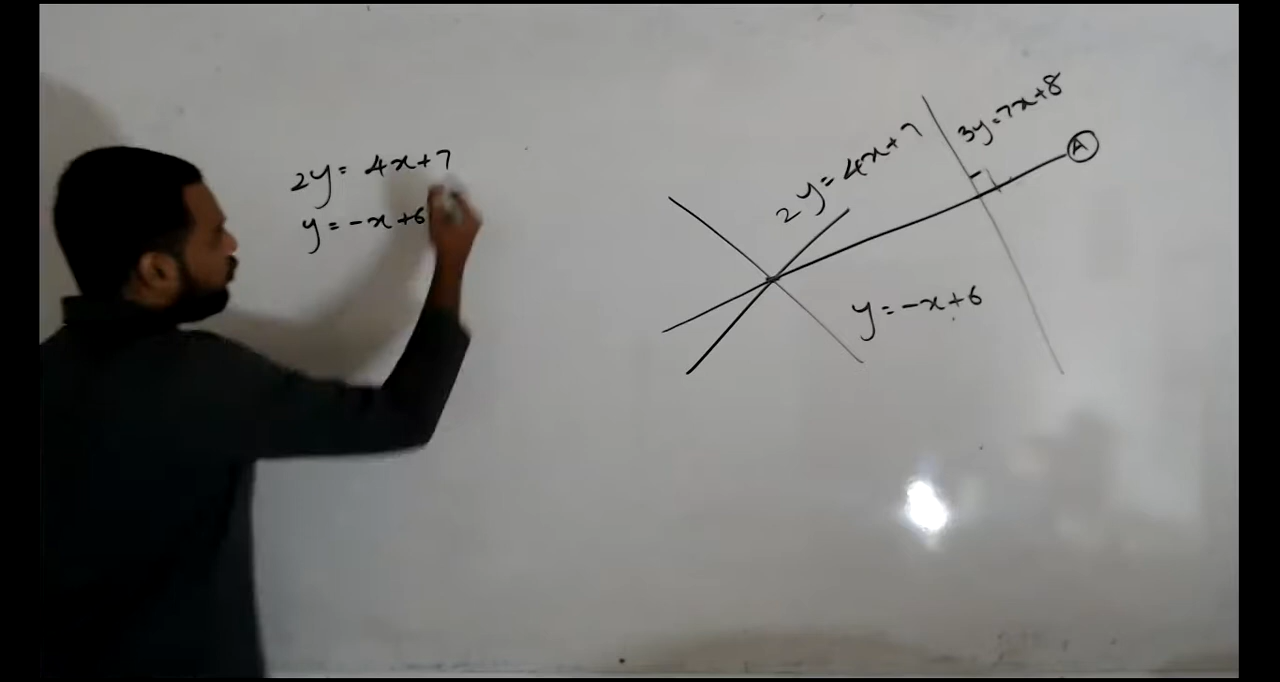 2y = 4x+7
y = -x+6
2y = 4x+7
3y = 7x+8
A
y = -x+6